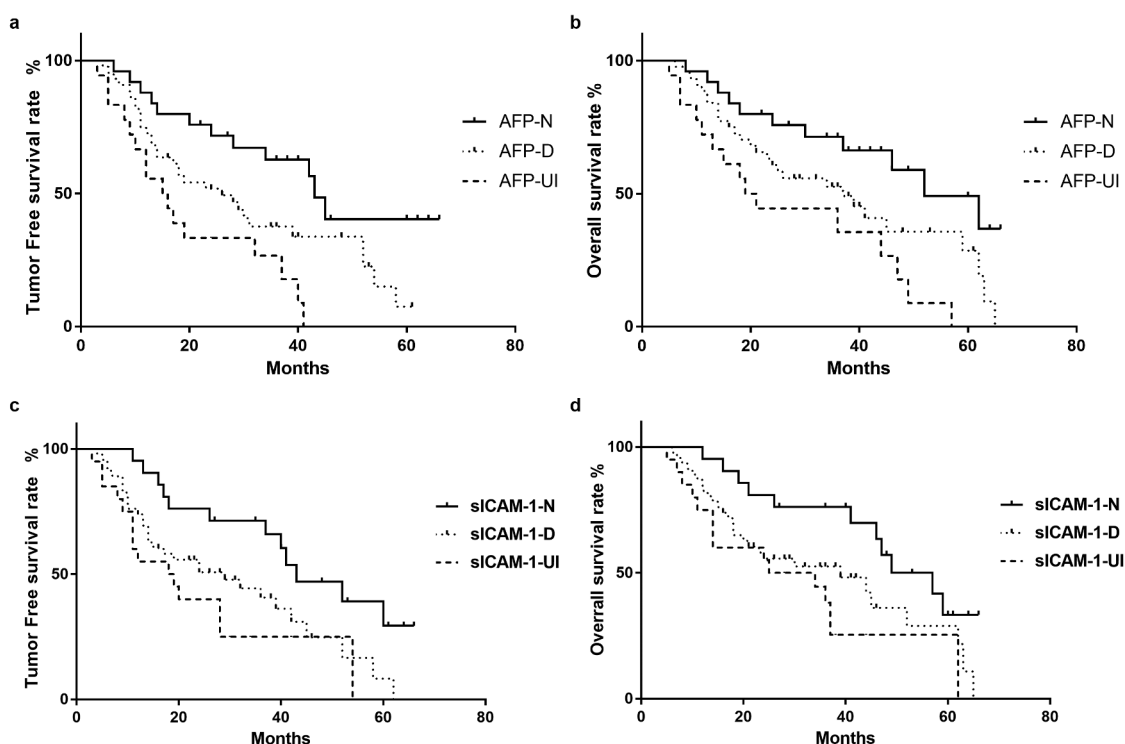 a
Tumor Free survival rate %
100
50
0
0 20 40 60 80
Months
AFP-N
AFP-D
AFP-UI
b
Overall survival rate %
100
50
0
0 20 40 60 80
Months
AFP-N
AFP-D
AFP-UI
c
Tumor Free survival rate %
100
50
0
0 20 40 60 80
Months
sICAM-1-N
sICAM-1-D
sICAM-1-UI
d
Overrall survival rate %
100
50
0
0 20 40 60 80
Months
sICAM-1-N
sICAM-1-D
sICAM-1-UI